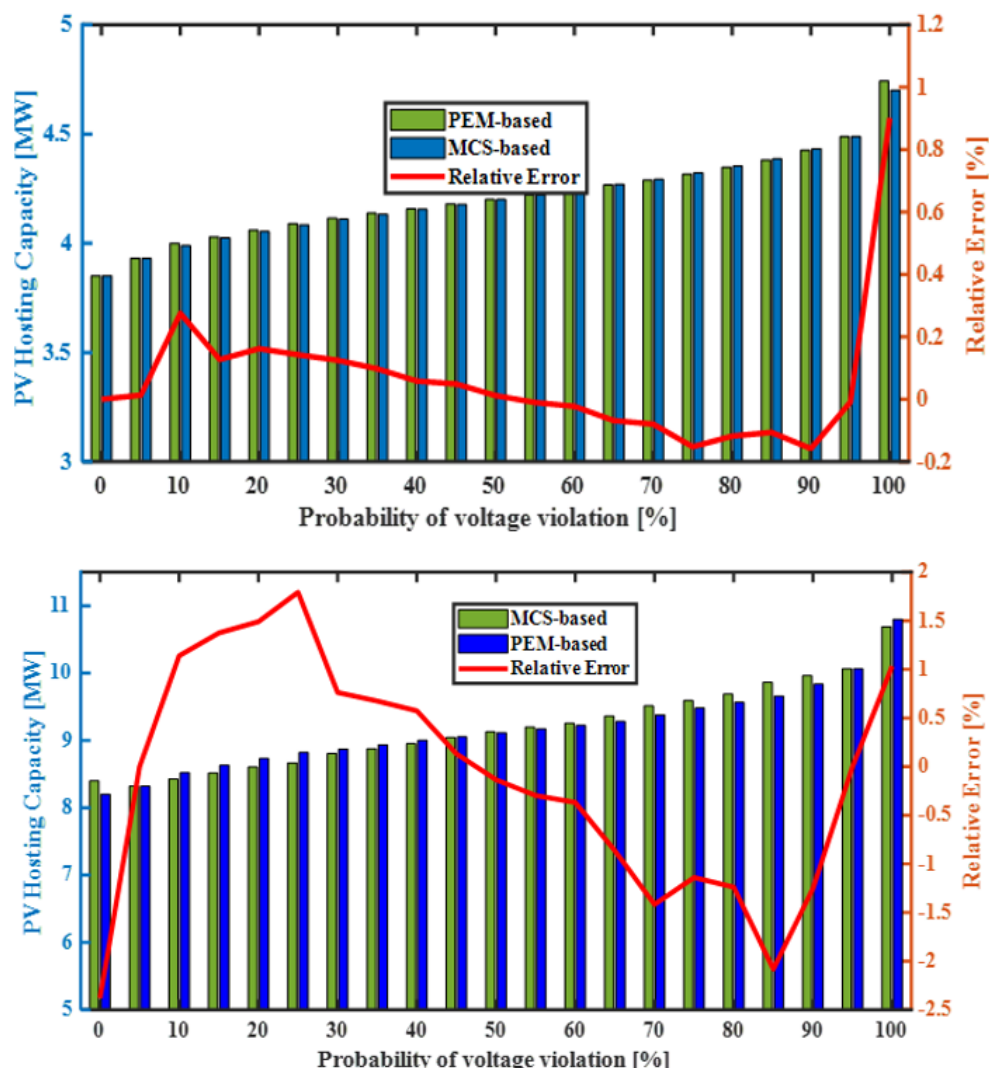 5
4.5
4
3.5
3
PV Hosting Capacity [MW]
PEM-based
MCS-based
Relative Error
1.2
1
0.8
0.6
0.4
0.2
0
-0.2
Relative Error [%]
0 10 20 30 40 50 60 70 80 90 100
Probability of voltage violation [%]
11
10
9
8
7
6
5
PV Hosting Capacity [MW]
MCS-based
PEM-based
Relative Error
2
1.5
1
0.5
0
-0.5
-1
-1.5
-2
-2.5
Relative Error [%]
0 10 20 30 40 50 60 70 80 90 100
Probability of voltage violation [%]